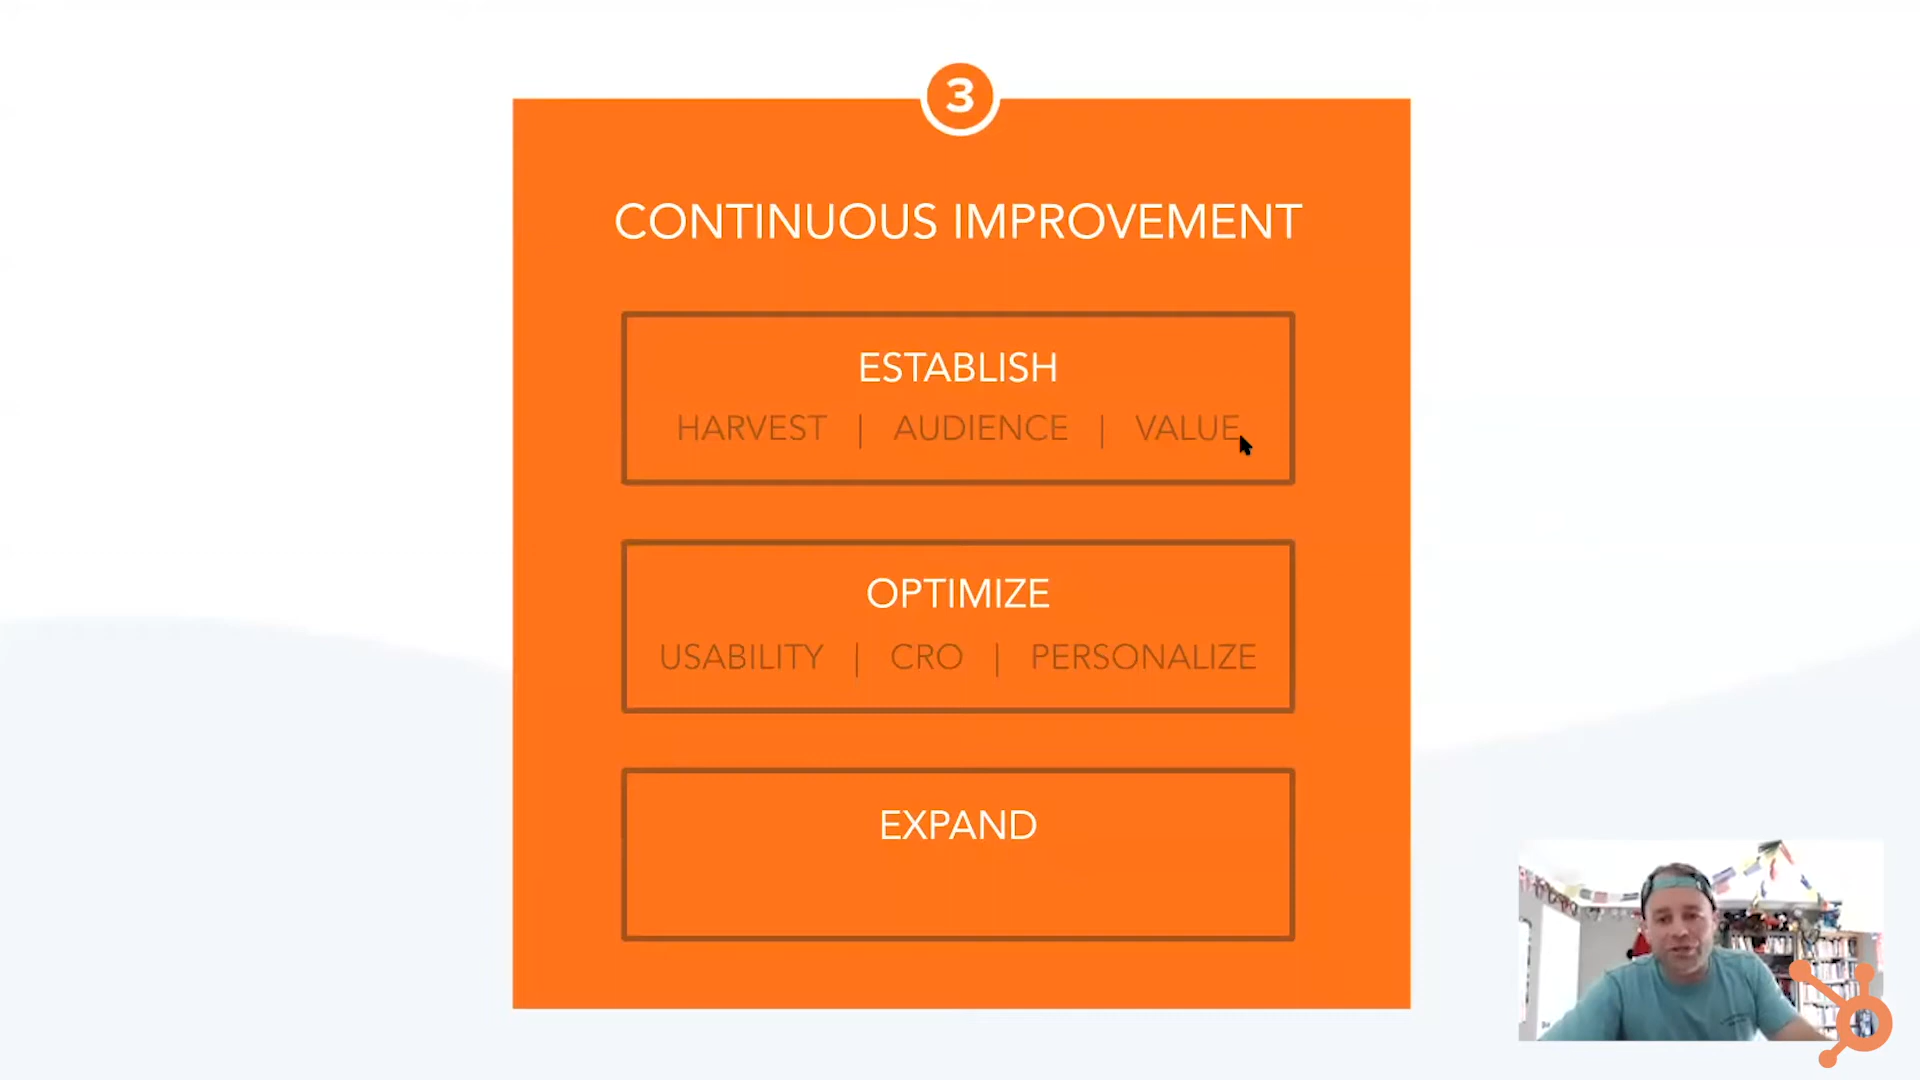 3
CONTINUOUS IMPROVEMENT
ESTABLISH
HARVEST | AUDIENCE | VALUE
OPTIMIZE
USABILITY | CRO | PERSONALIZE
EXPAND